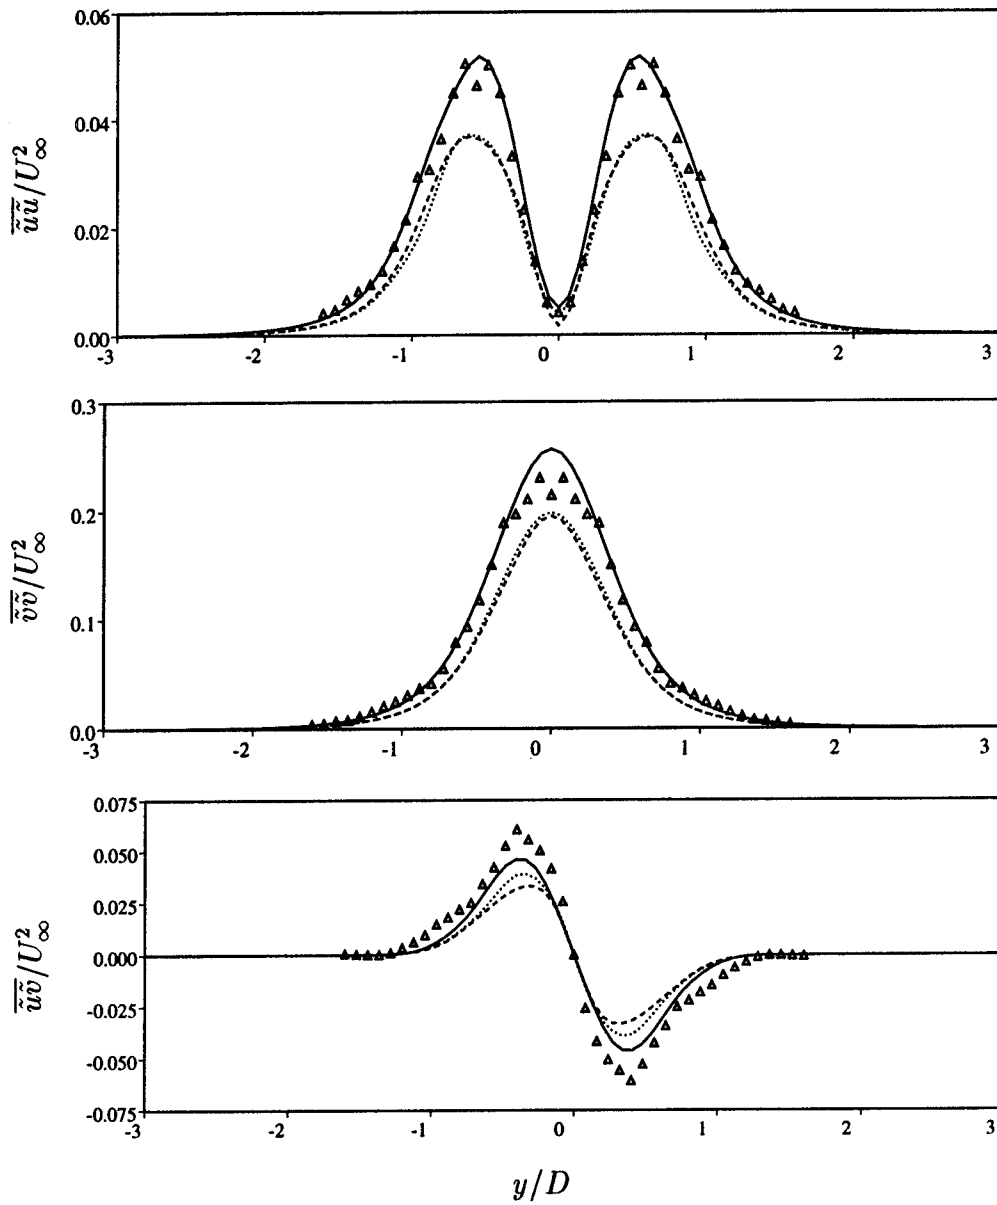 0.06
0.04
0.02
0.00
-3 -2 -1 0 1 2 3
$\overline{\tilde{u}\tilde{u}}/U_\infty^2$
0.3
0.2
0.1
0.0
-3 -2 -1 0 1 2 3
$\overline{\tilde{v}\tilde{v}}/U_\infty^2$
0.075
0.050
0.025
0.000
-0.025
-0.050
-0.075
-3 -2 -1 0 1 2 3
$\overline{\tilde{u}\tilde{v}}/U_\infty^2$
y/D